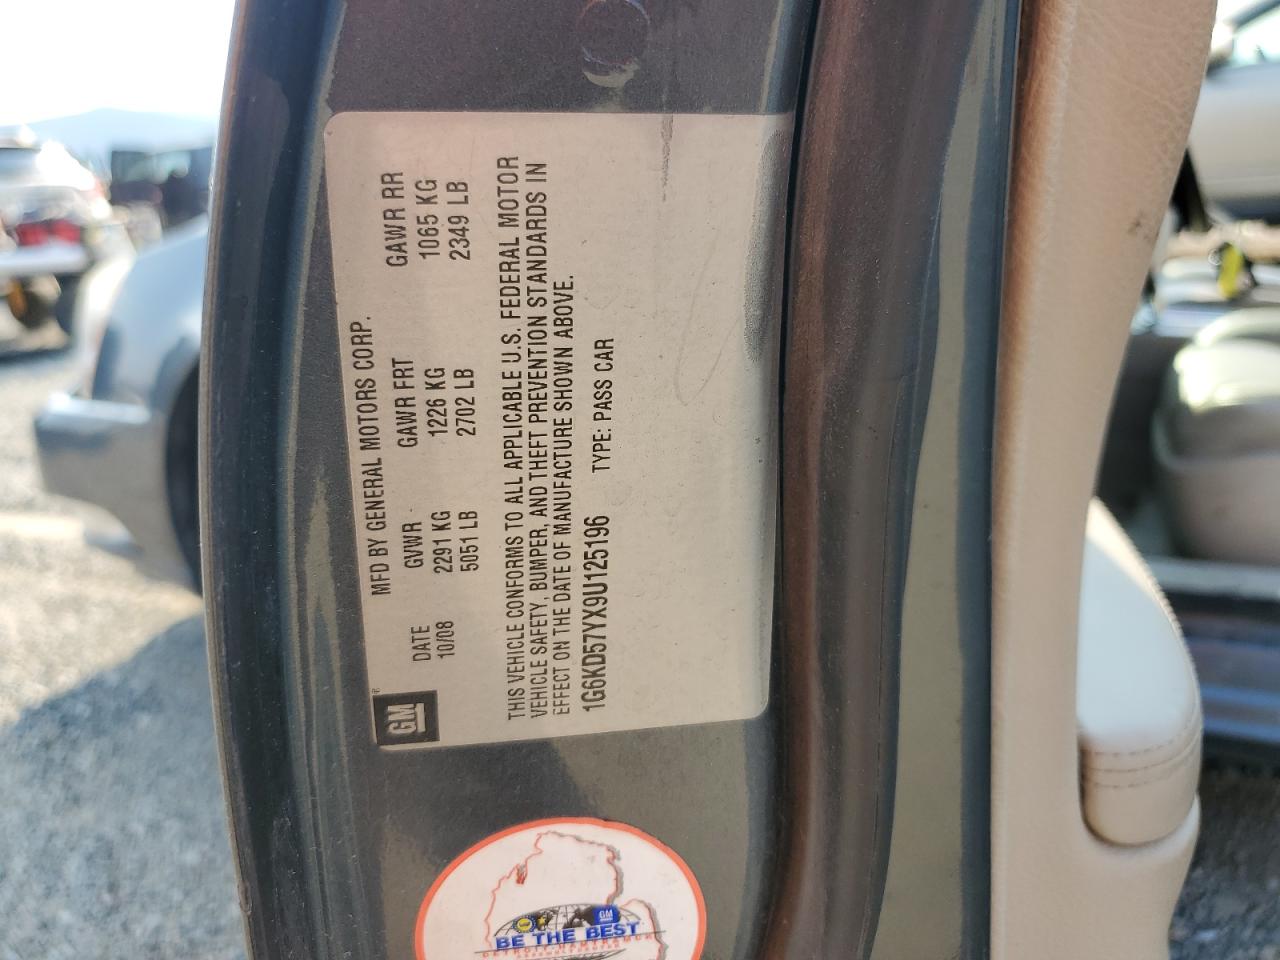 GM
MFD BY GENERAL MOTORS CORP.
DATE GVWR GAWR FRT GAWR RR
10/08 2291 KG 1226 KG 1065 KG
5051 LB 2702 LB 2349 LB
THIS VEHICLE CONFORMS TO ALL APPLICABLE U.S. FEDERAL MOTOR
VEHICLE SAFETY, BUMPER, AND THEFT PREVENTION STANDARDS IN
EFFECT ON THE DATE OF MANUFACTURE SHOWN ABOVE.
1G6KD57YX9U125196 TYPE: PASS CAR
GM
BE THE BEST
DETROIT-HAMTRAMCK